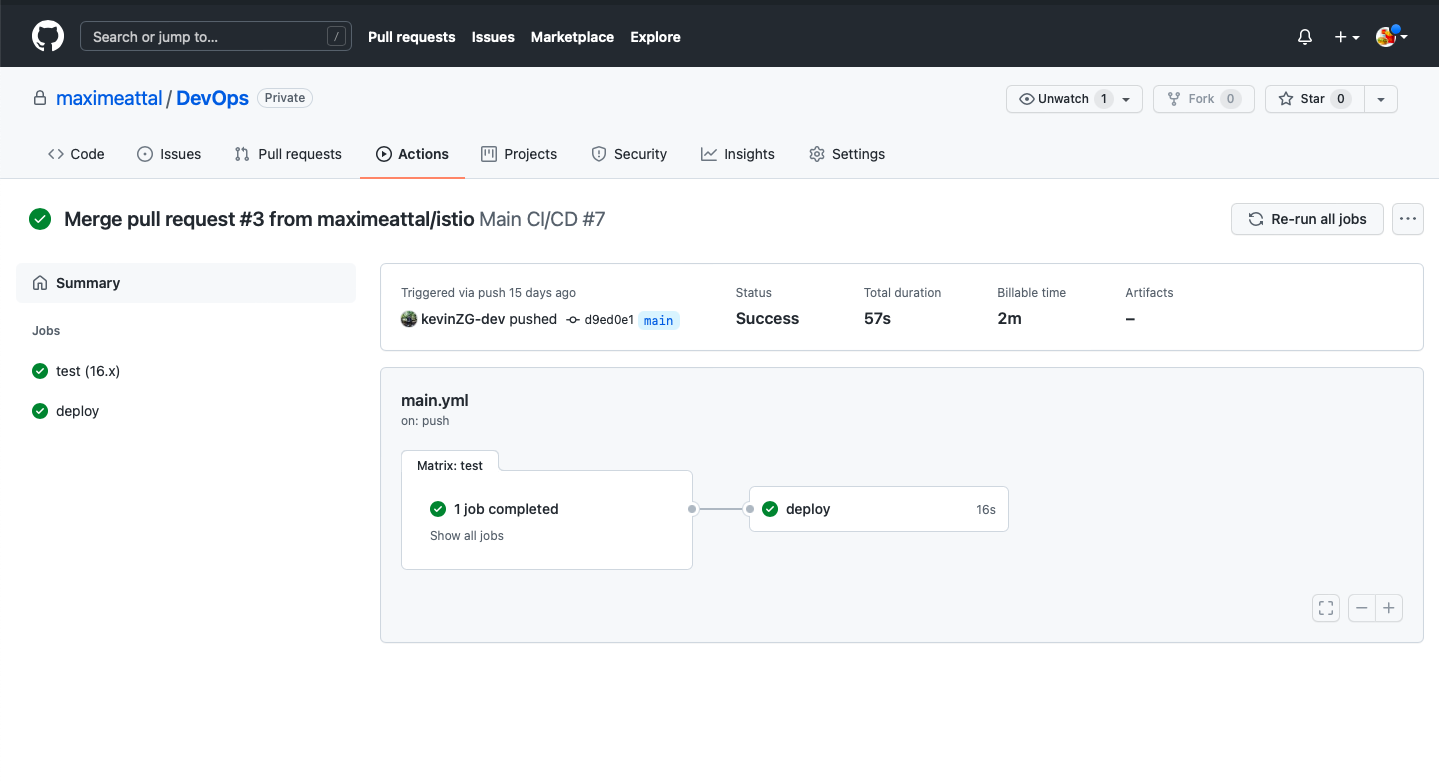 Search or jump to... / Pull requests Issues Marketplace Explore
maximeattal / DevOps Private Unwatch 1 Fork 0 Star 0
Code Issues Pull requests Actions Projects Security Insights Settings
Merge pull request #3 from maximeattal/istio Main CI/CD #7 Re-run all jobs
Summary
Jobs
test (16.x)
deploy
Triggered via push 15 days ago Status Total duration Billable time Artifacts
kevinZG-dev pushed d9ed0e1 main Success 57s 2m –
main.yml
on: push
Matrix: test
1 job completed
Show all jobs
deploy 16s